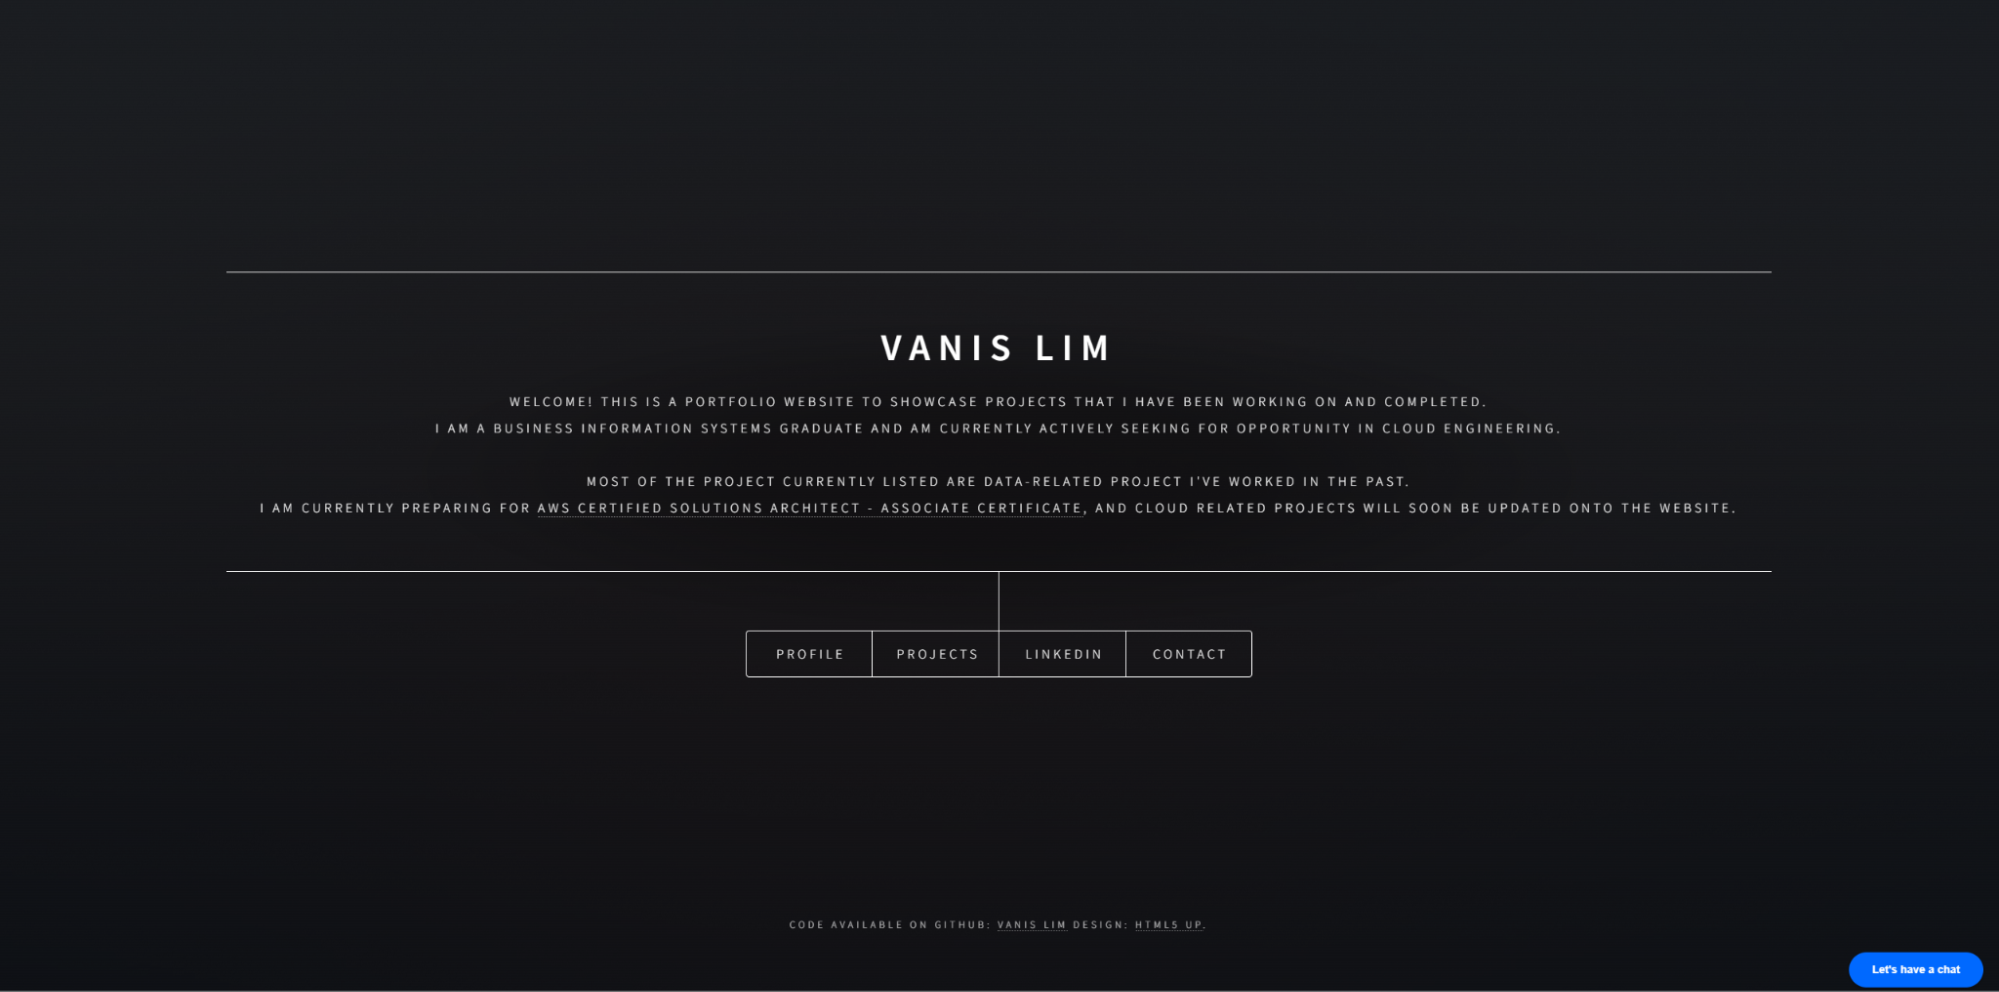 VANIS LIM
WELCOME! THIS IS A PORTFOLIO WEBSITE TO SHOWCASE PROJECTS THAT I HAVE BEEN WORKING ON AND COMPLETED.
I AM A BUSINESS INFORMATION SYSTEMS GRADUATE AND AM CURRENTLY ACTIVELY SEEKING FOR OPPORTUNITY IN CLOUD ENGINEERING.
MOST OF THE PROJECT CURRENTLY LISTED ARE DATA-RELATED PROJECT I'VE WORKED IN THE PAST.
I AM CURRENTLY PREPARING FOR AWS CERTIFIED SOLUTIONS ARCHITECT - ASSOCIATE CERTIFICATE, AND CLOUD RELATED PROJECTS WILL SOON BE UPDATED ONTO THE WEBSITE.
PROFILE PROJECTS LINKEDIN CONTACT
CODE AVAILABLE ON GITHUB: VANIS LIM DESIGN: HTML5 UP.
Let's have a chat